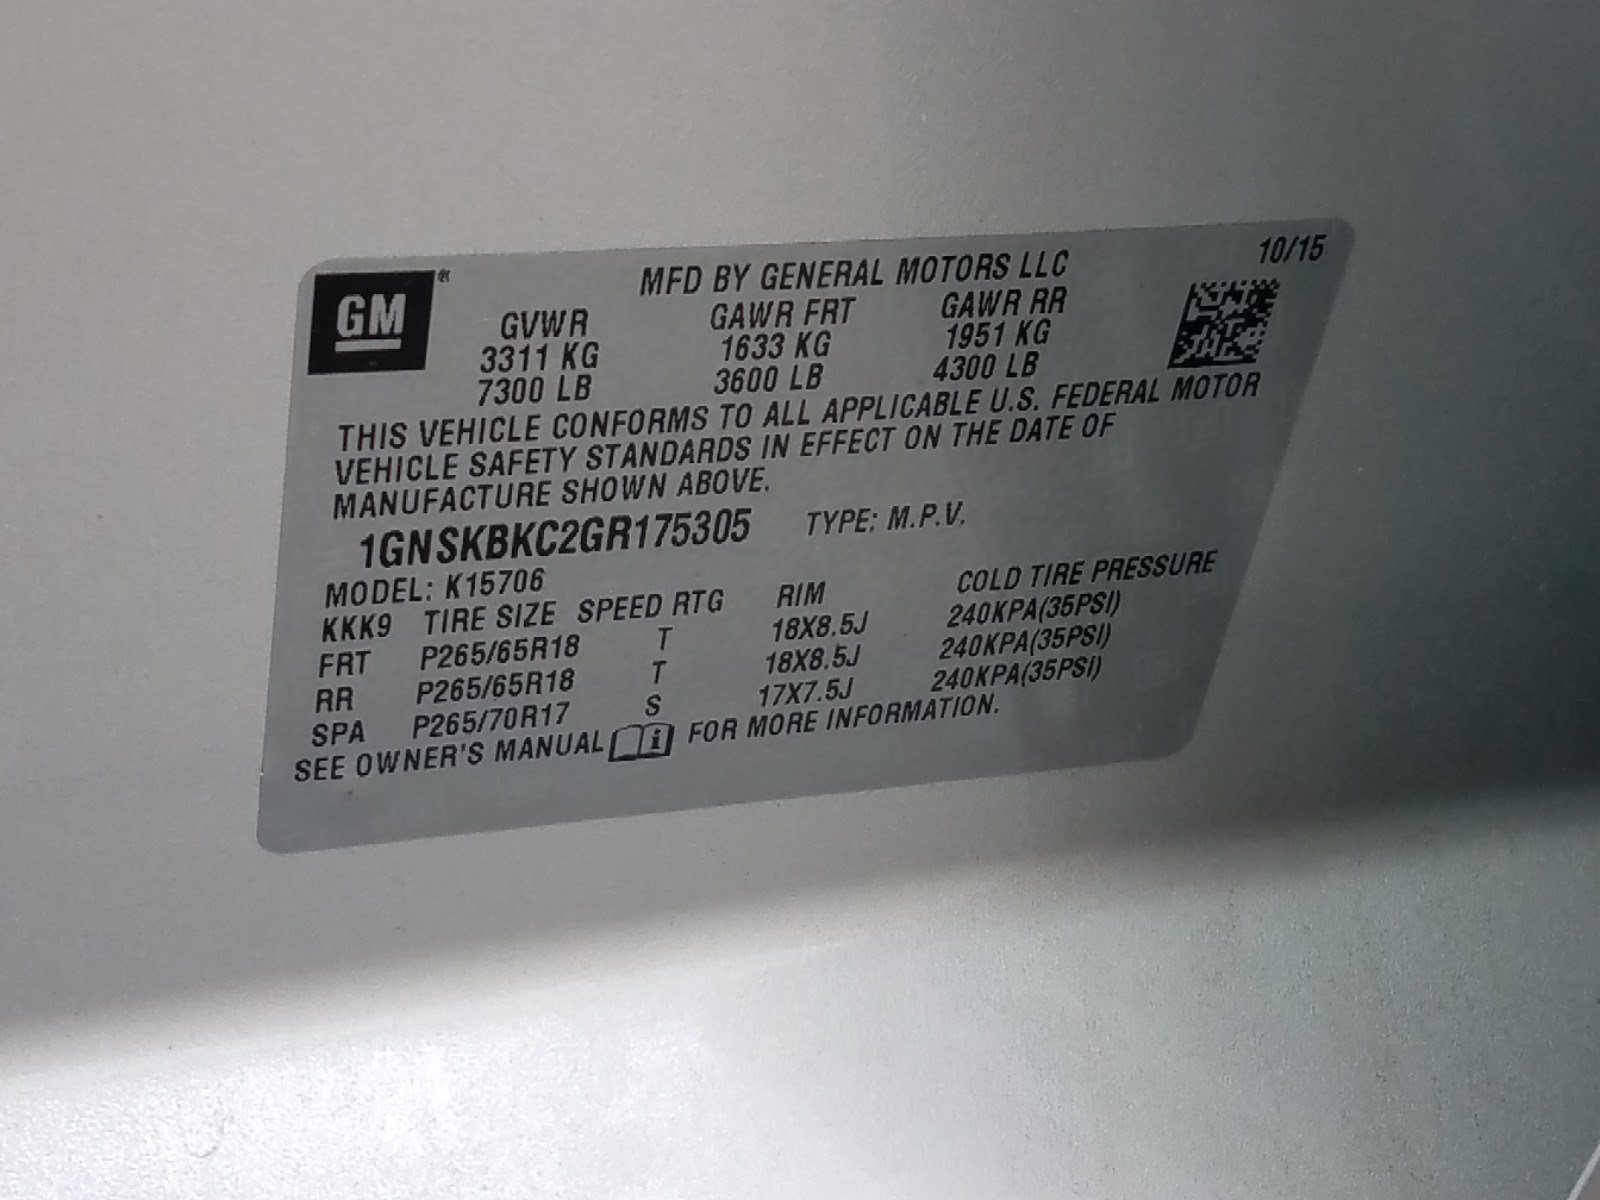 GM®
MFD BY GENERAL MOTORS LLC 10/15
GVWR GAWR FRT GAWR RR
3311 KG 1633 KG 1951 KG
7300 LB 3600 LB 4300 LB
THIS VEHICLE CONFORMS TO ALL APPLICABLE U.S. FEDERAL MOTOR
VEHICLE SAFETY STANDARDS IN EFFECT ON THE DATE OF
MANUFACTURE SHOWN ABOVE.
1GNSKBKC2GR175305 TYPE: M.P.V.
MODEL: K15706
KKK9 TIRE SIZE SPEED RTG RIM COLD TIRE PRESSURE
FRT P265/65R18 T 18X8.5J 240KPA(35PSI)
RR P265/65R18 T 18X8.5J 240KPA(35PSI)
SPA P265/70R17 S 17X7.5J 240KPA(35PSI)
SEE OWNER'S MANUAL i FOR MORE INFORMATION.